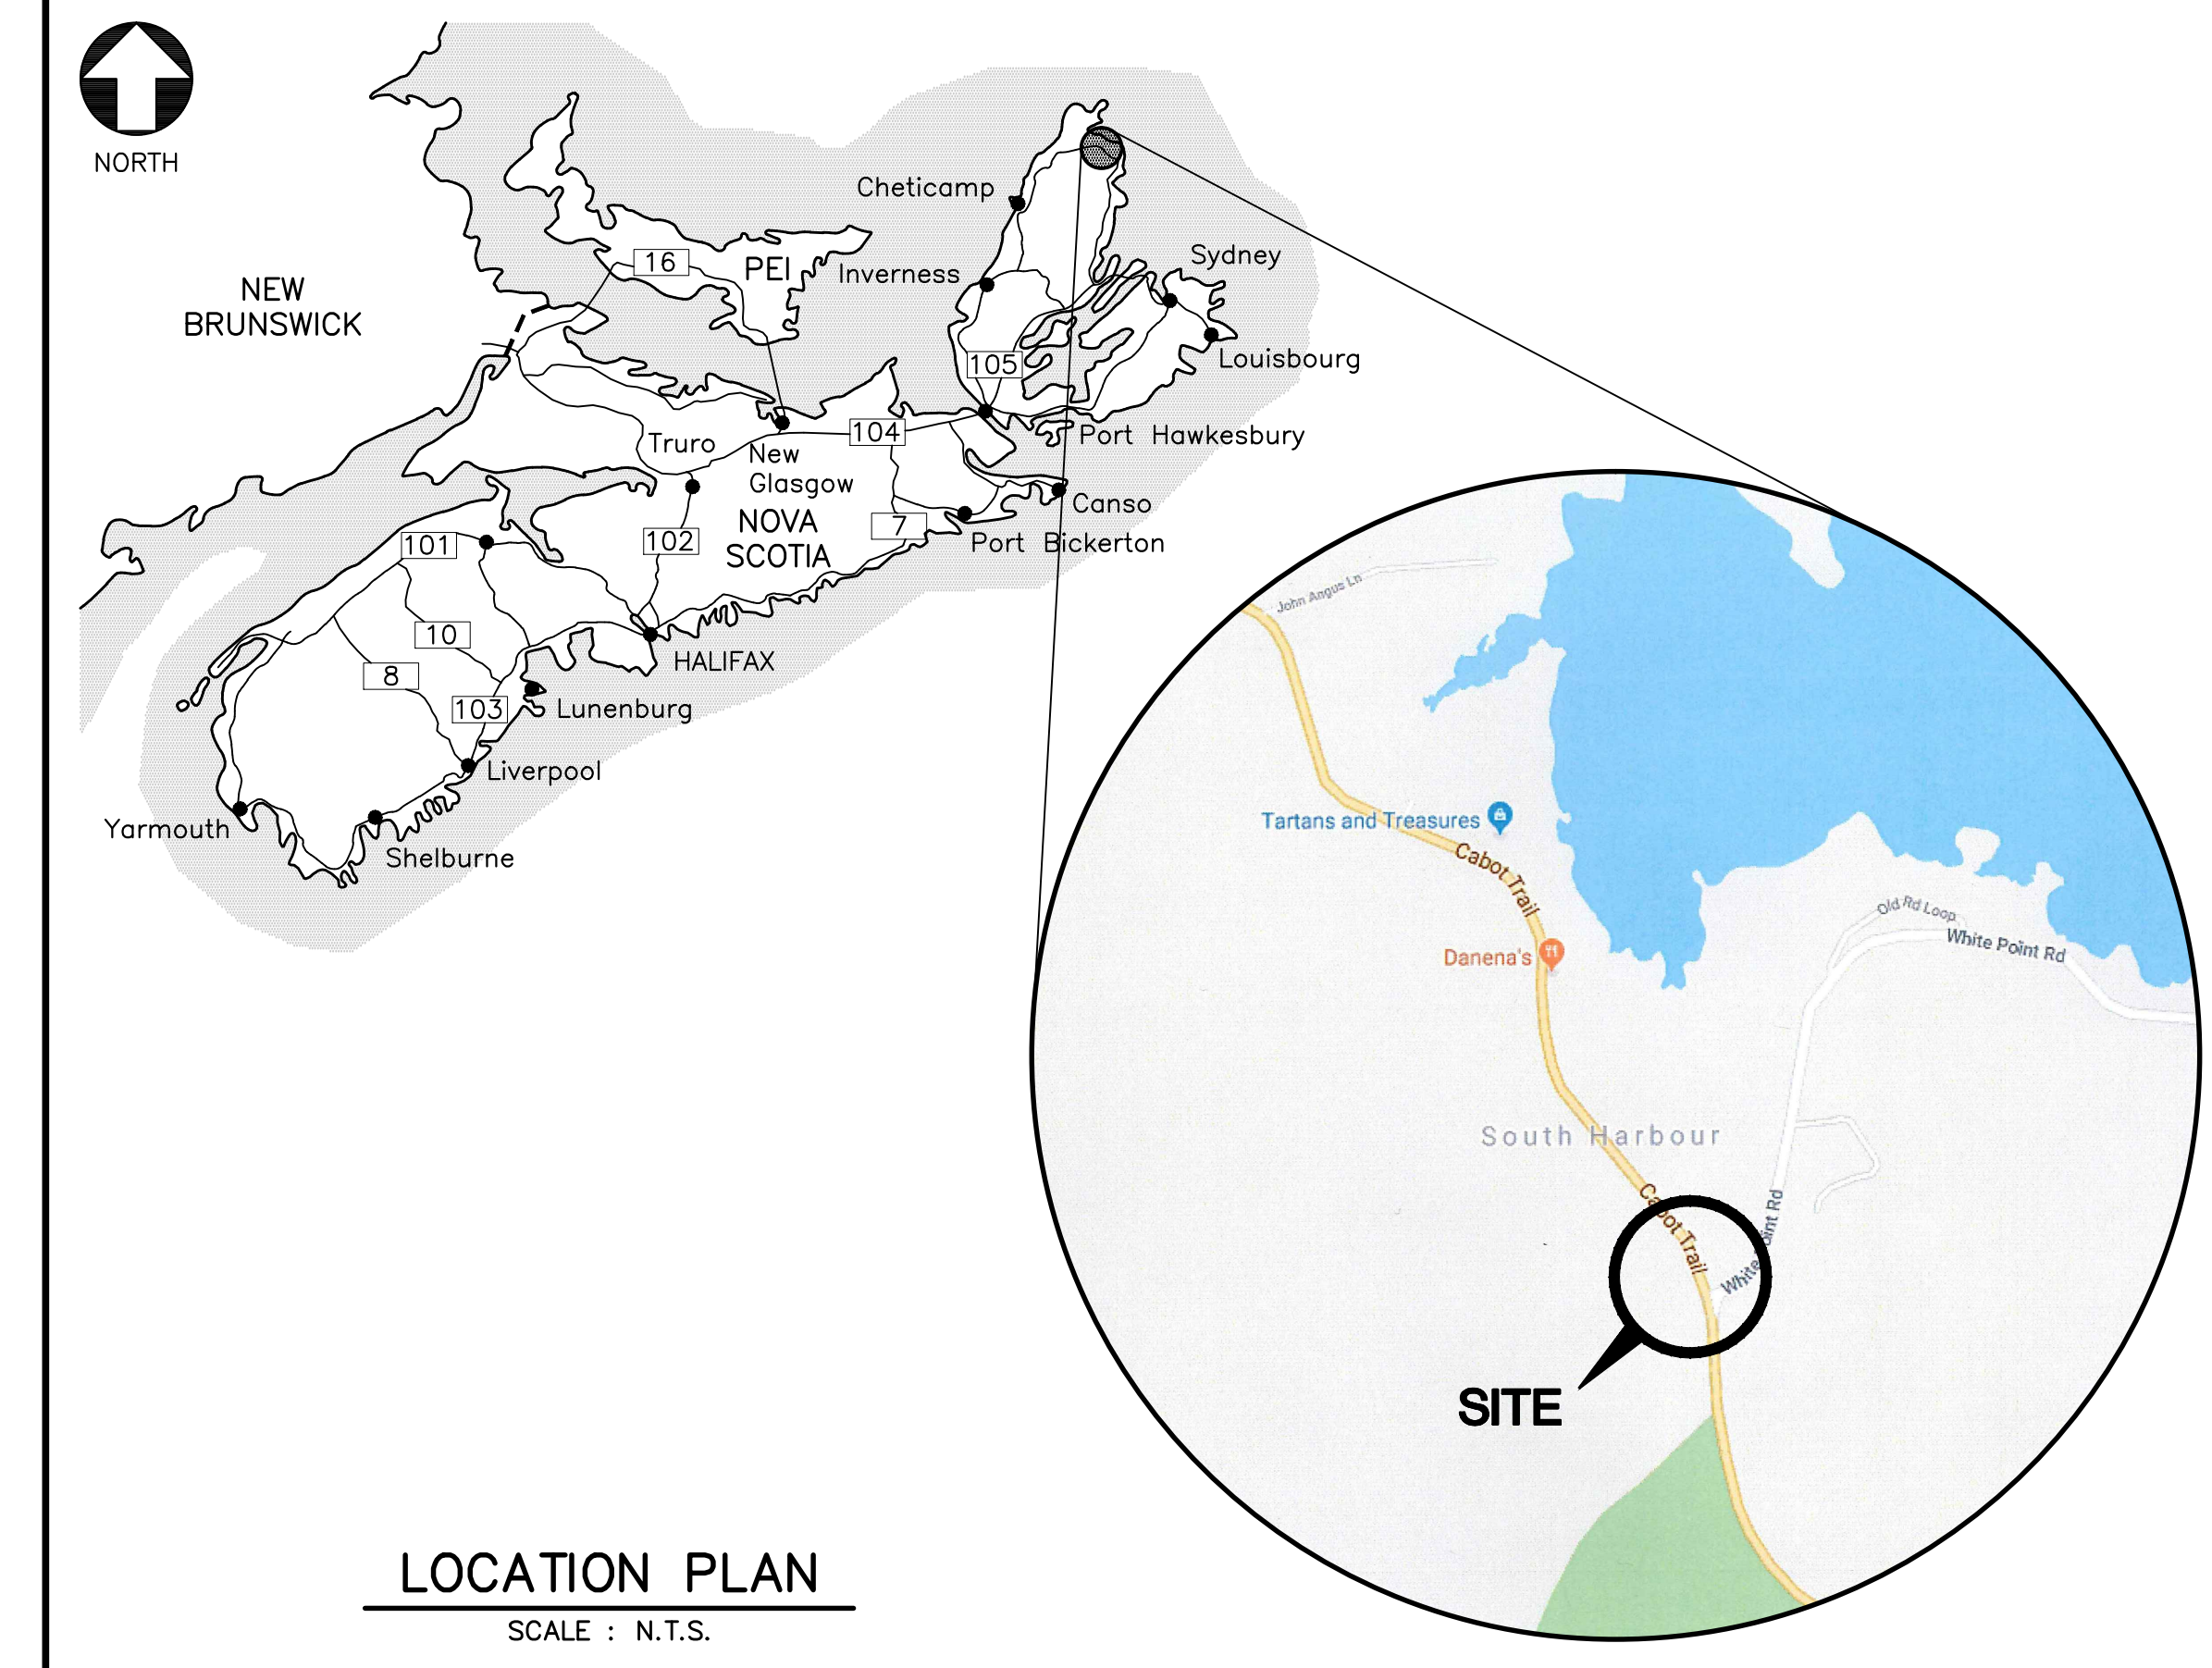 NORTH
Cheticamp
Sydney
16
PEI
Inverness
NEW
BRUNSWICK
105
Louisbourg
104
Port Hawkesbury
Truro
New
Glasgow
Canso
NOVA
SCOTIA
7
Port Bickerton
101
102
10
HALIFAX
8
103
Lunenburg
Liverpool
Yarmouth
Shelburne
John Angus Ln
Tartans and Treasures
Cabot Trail
Old Rd Loop
White Point Rd
Danena's
South Harbour
Cabot Trail
White Point Rd
SITE
LOCATION PLAN
SCALE : N.T.S.